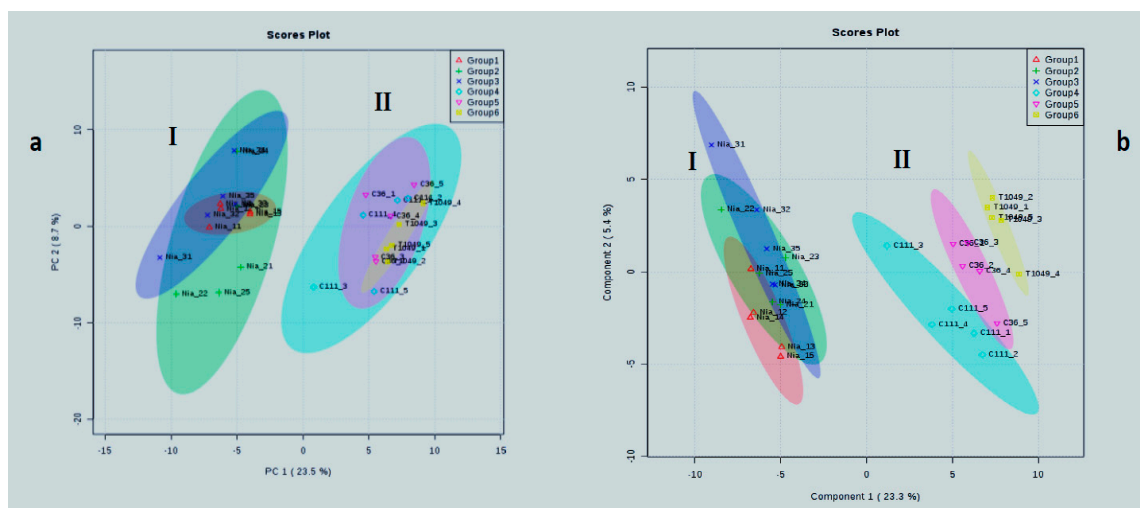 a
Scores Plot
Group1
Group2
Group3
Group4
Group5
Group6
I
II
PC 2 ( 8.7 %)
10
0
-10
-20
Nia_35
Nia_32
Nia_11
Nia_31
Nia_21
Nia_22
Nia_25
C36_5
C36_1
T1049_4
C111_4
C36_4
T1049_3
T1049_5
T1049_2
C111_3
C111_5
-15
-10
-5
0
5
10
15
PC 1 ( 23.5 %)
b
Scores Plot
Group1
Group2
Group3
Group4
Group5
Group6
I
II
Component 2 ( 5.4 %)
10
5
0
-5
-10
Nia_31
Nia_22
Nia_32
Nia_35
Nia_23
Nia_11
Nia_25
Nia_21
Nia_12
Nia_14
Nia_13
Nia_15
T1049_2
T1049_1
T1049_3
C111_3
C36_3
C36_2
C36_4
T1049_4
C111_5
C111_4
C36_5
C111_1
C111_2
-10
-5
0
5
10
Component 1 ( 23.3 %)